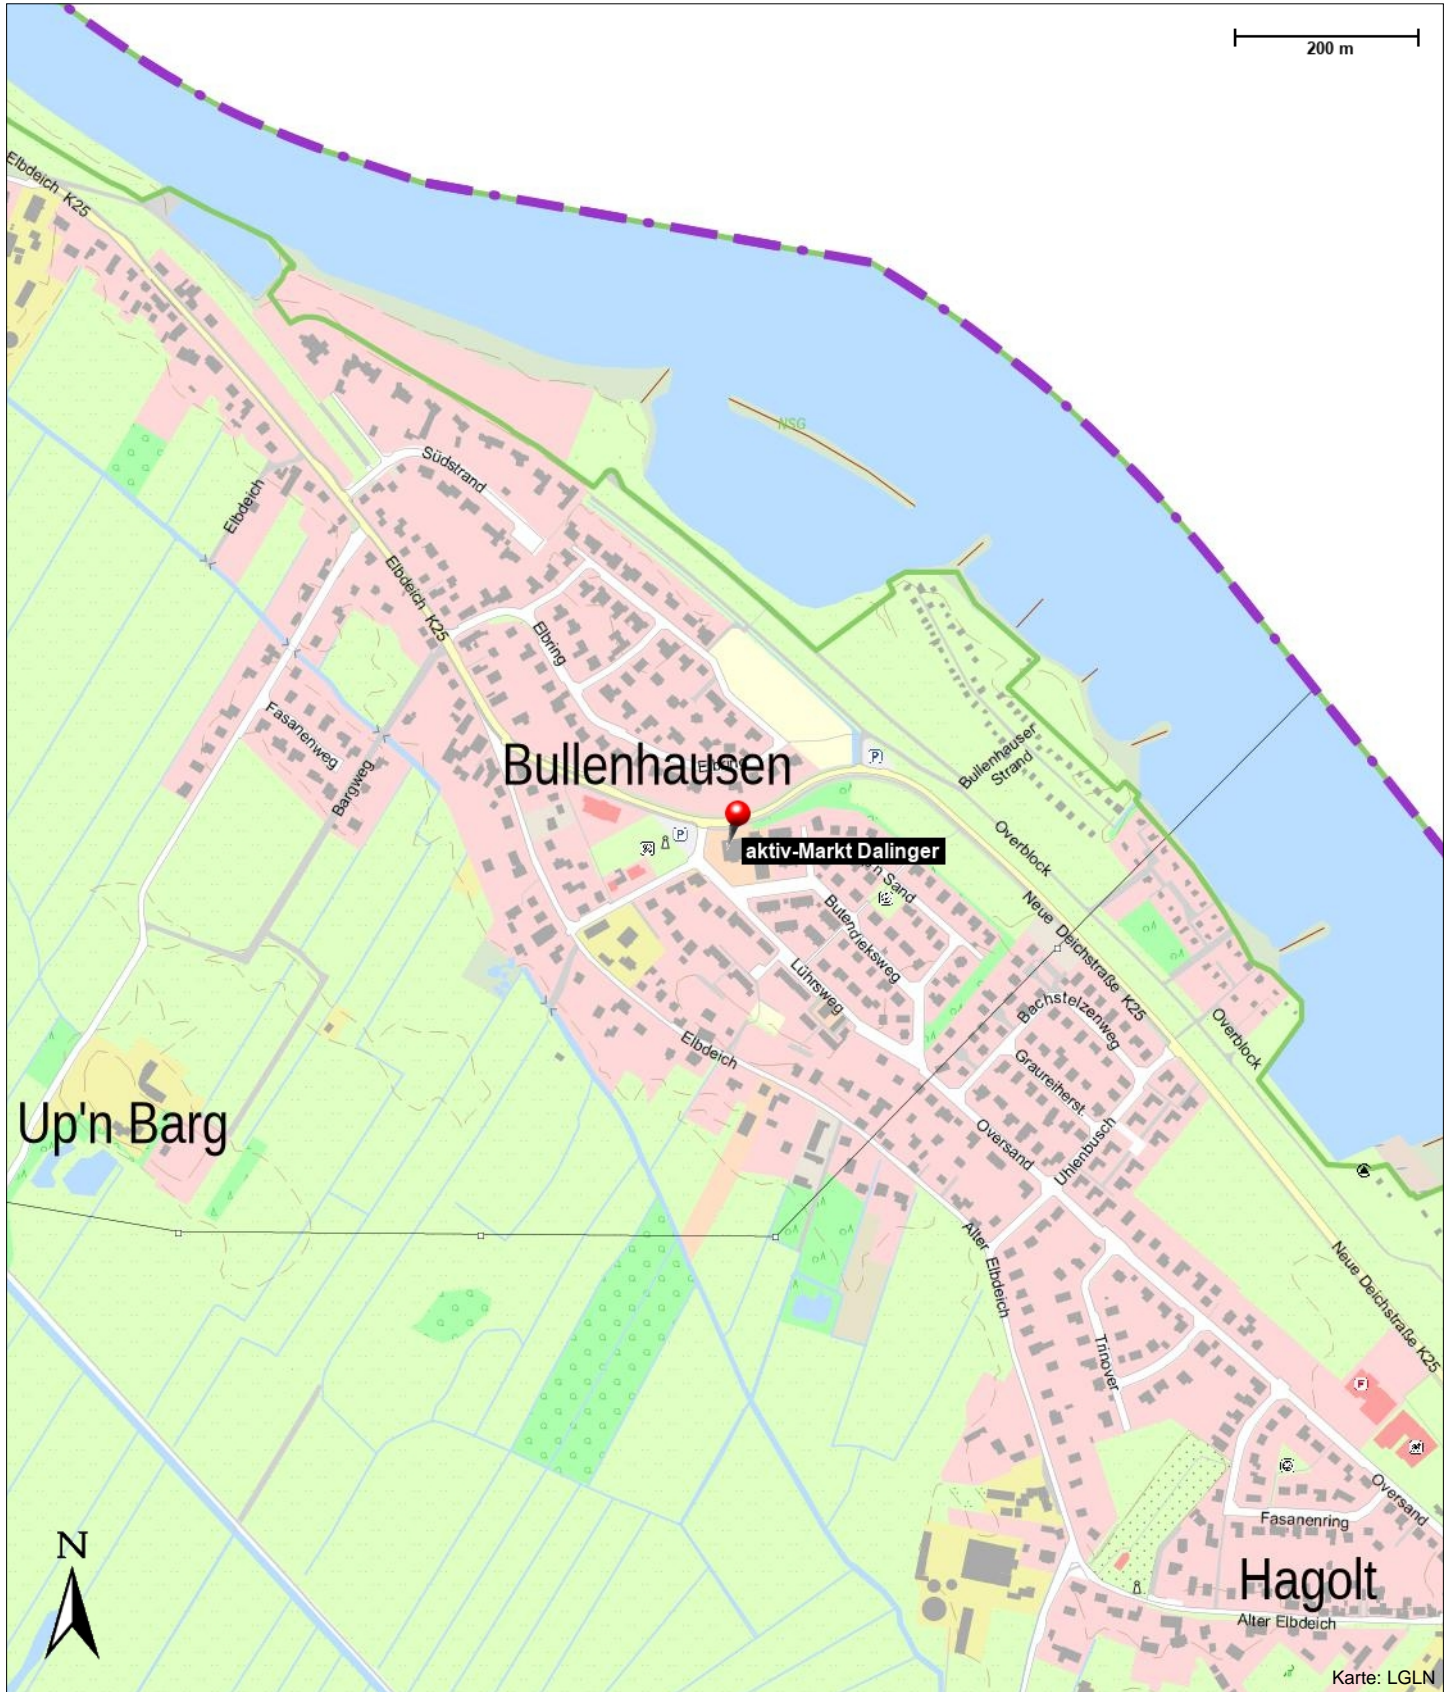 200 m
Elbdeich K25
NSG
Südstrand
Elbdeich
Elbdeich K25
Elbring
Fasanenweg
Bargweg
Bullenhausen
Elbring
P
Bullenhauser
Strand
P
aktiv-Markt Dalinger
Overblock
Sand
Butendieksweg
Neue Deichstraße K25
Lührsweg
Bachstelzenweg
Overblock
Elbdeich
Graureiherst.
Up'n Barg
Oversand
Uhlenbusch
Alter Elbdeich
Neue Deichstraße K25
Trinover
F
Oversand
Fasanenring
N
Hagolt
Alter Elbdeich
Karte: LGLN